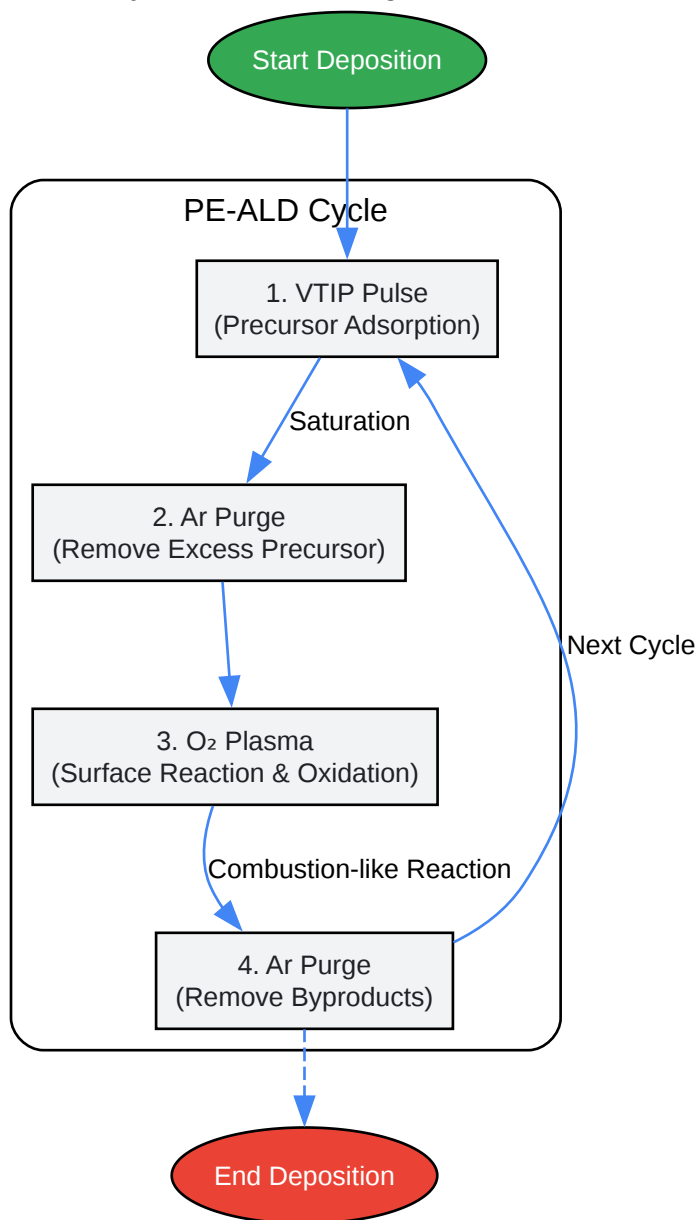 Start Deposition
PE-ALD Cycle
1. VTIP Pulse
(Precursor Adsorption)
Saturation
2. Ar Purge
(Remove Excess Precursor)
Next Cycle
3. O₂ Plasma
(Surface Reaction & Oxidation)
Combustion-like Reaction
4. Ar Purge
(Remove Byproducts)
End Deposition